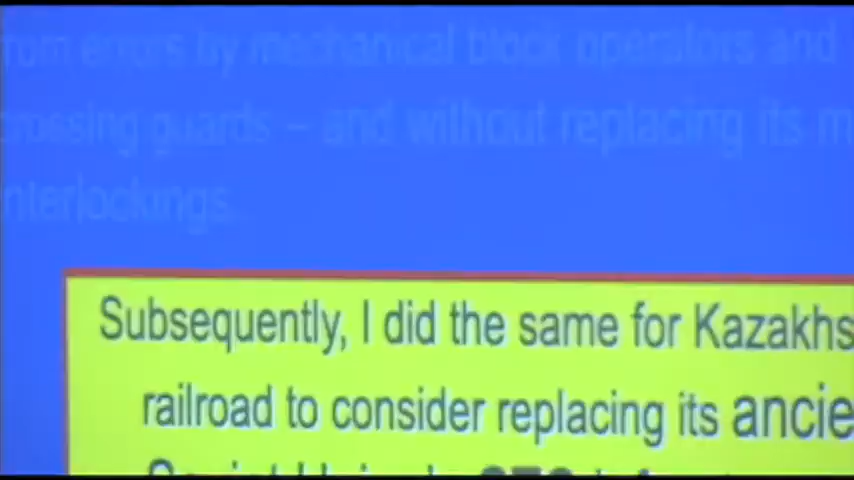 rom errors by mechanical block operators and
crossing guards – and without replacing its m
nterlockings.
Subsequently, I did the same for Kazakhs
railroad to consider replacing its ancie